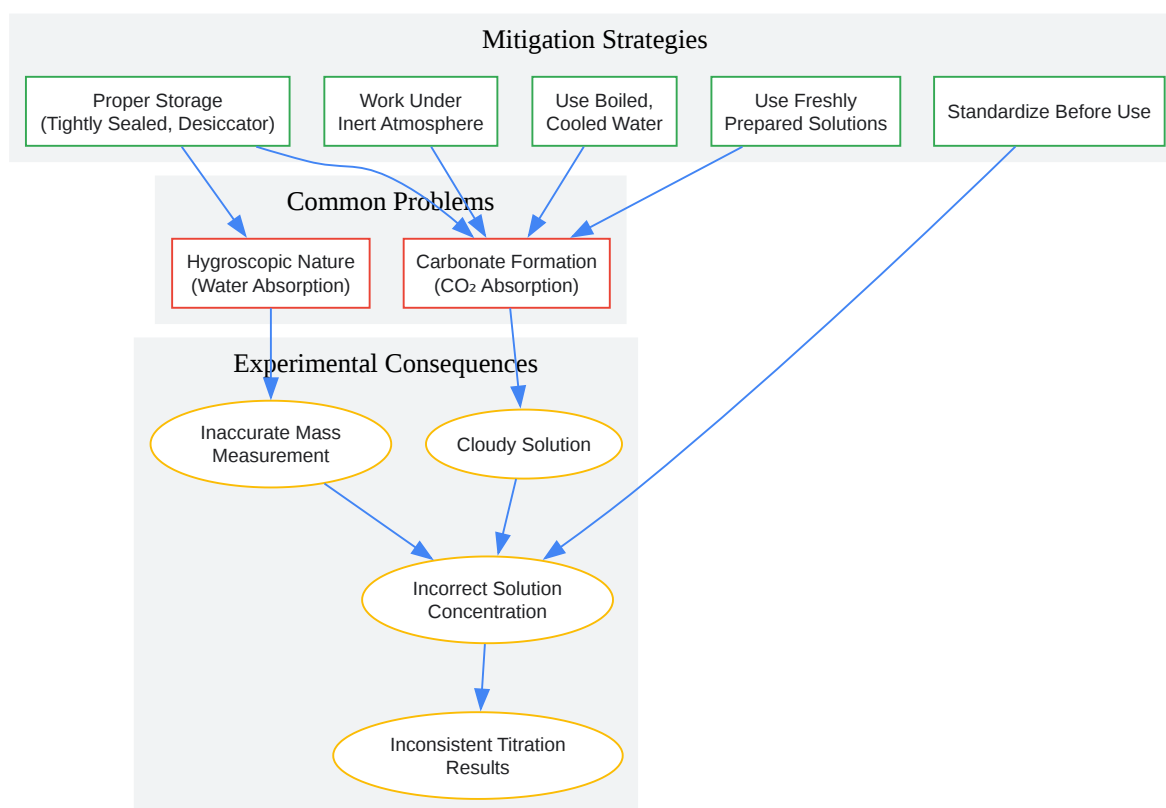 Mitigation Strategies
Proper Storage
(Tightly Sealed, Desiccator)
Work Under
Inert Atmosphere
Use Boiled,
Cooled Water
Use Freshly
Prepared Solutions
Standardize Before Use
Common Problems
Hygroscopic Nature
(Water Absorption)
Carbonate Formation
(CO₂ Absorption)
Experimental Consequences
Inaccurate Mass
Measurement
Cloudy Solution
Incorrect Solution
Concentration
Inconsistent Titration
Results